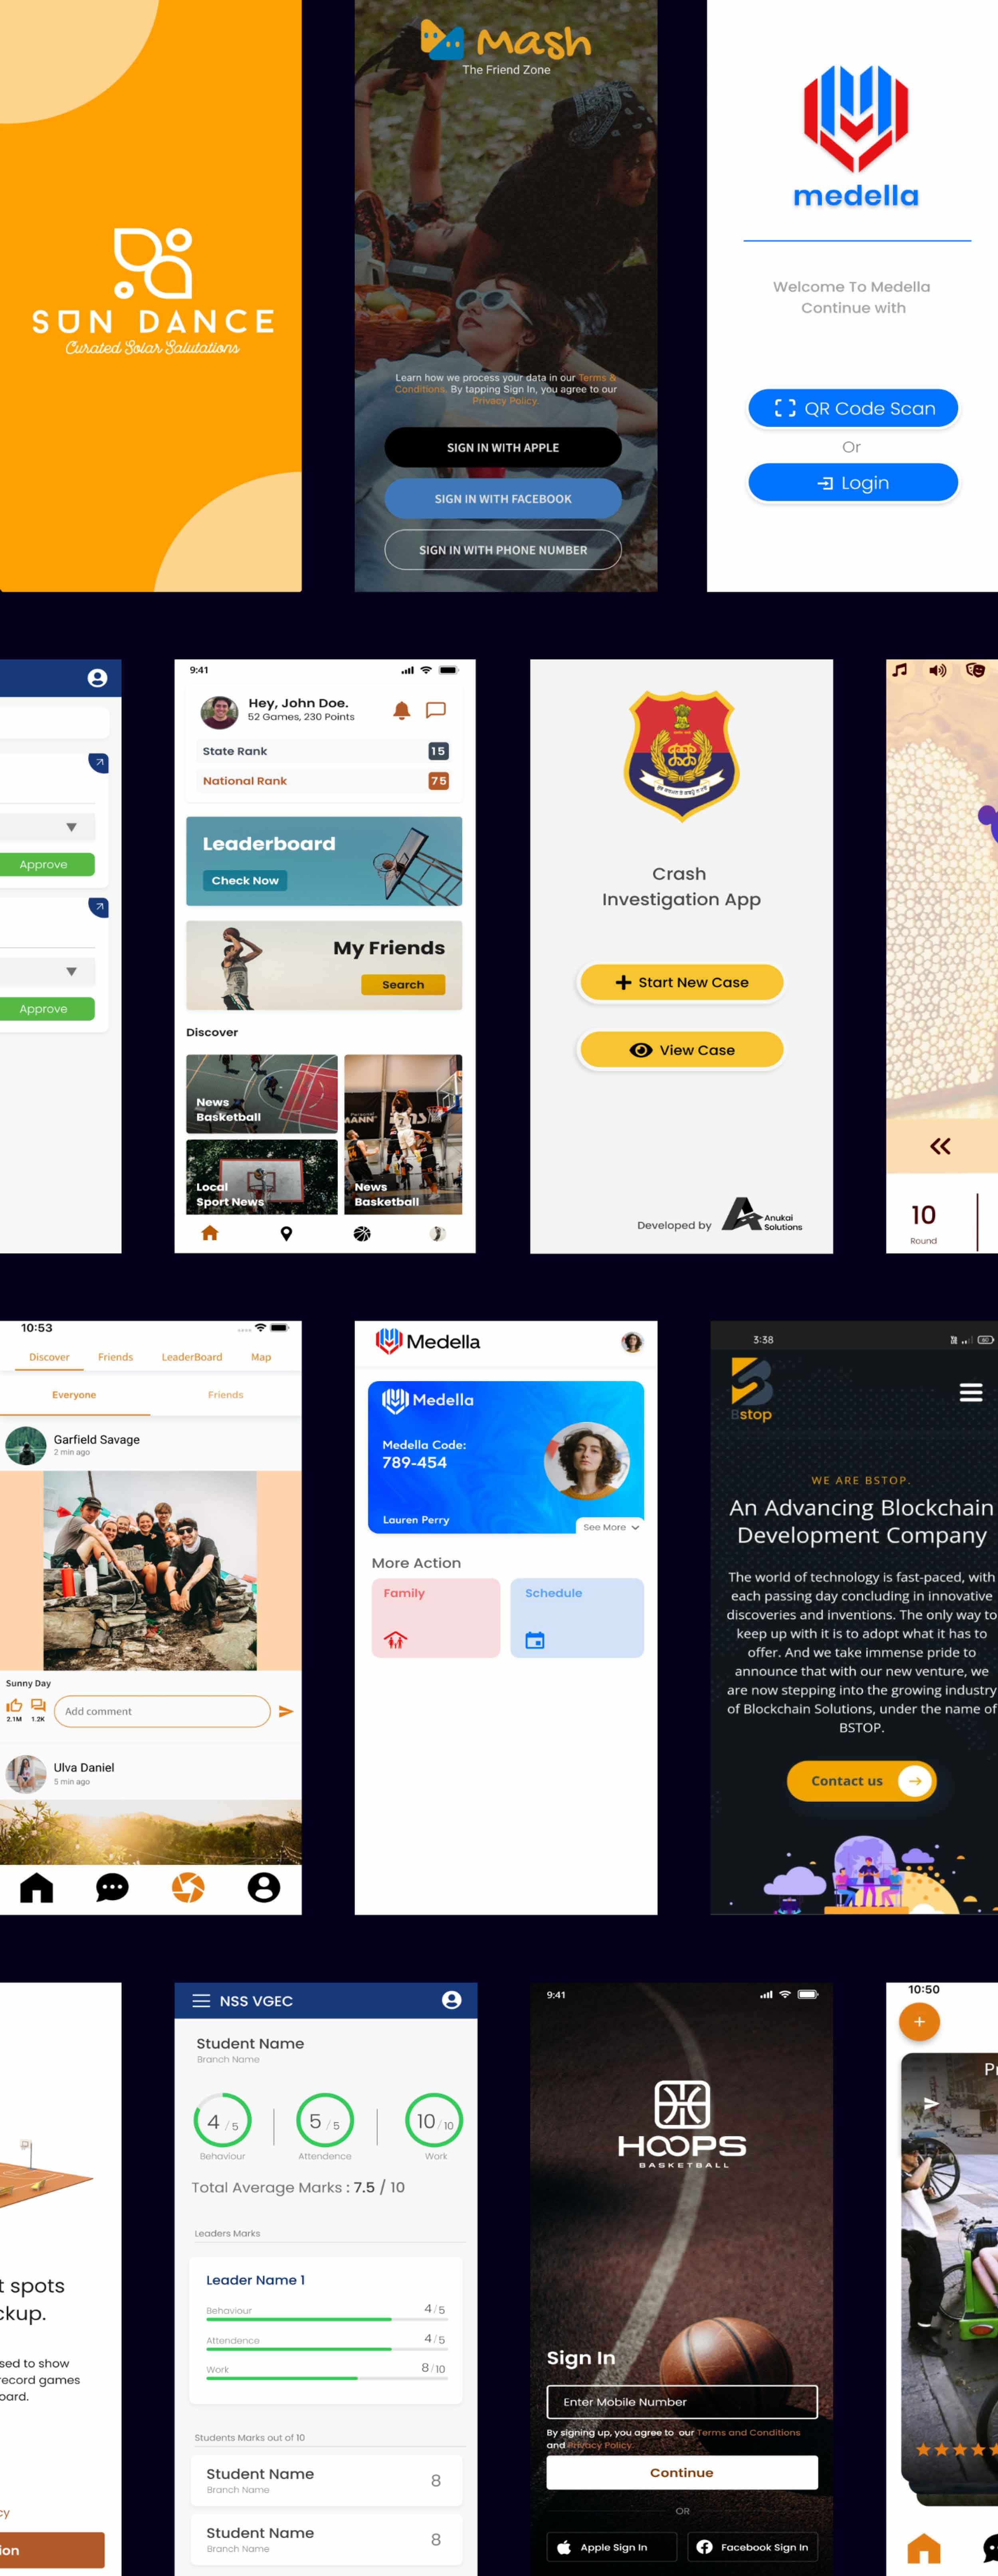 SUN DANCE
Curated Solar Salutations
Mash
The Friend Zone
Learn how we process your data in our Terms &
Conditions. By tapping Sign In, you agree to our
Privacy Policy.
SIGN IN WITH APPLE
SIGN IN WITH FACEBOOK
SIGN IN WITH PHONE NUMBER
medella
Welcome To Medella
Continue with
QR Code Scan
Or
Login
Approve
Approve
9:41
Hey, John Doe.
52 Games, 230 Points
State Rank 15
National Rank 75
Leaderboard
Check Now
My Friends
Search
Discover
News
Basketball
Local
Sport News
News
Basketball
Crash
Investigation App
Start New Case
View Case
Developed by
Anukai
Solutions
10
Round
10:53
Discover Friends LeaderBoard Map
Everyone Friends
Garfield Savage
2 min ago
Sunny Day
2.1M 1.2K
Add comment
Ulva Daniel
5 min ago
Medella
Medella
Medella Code:
789-454
Lauren Perry
See More
More Action
Family
Schedule
3:38
Bstop
WE ARE BSTOP.
An Advancing Blockchain
Development Company
The world of technology is fast-paced, with
each passing day concluding in innovative
discoveries and inventions. The only way to
keep up with it is to adopt what it has to
offer. And we take immense pride to
announce that with our new venture, we
are now stepping into the growing industry
of Blockchain Solutions, under the name of
BSTOP.
Contact us
t spots
ckup.
sed to show
ecord games
oard.
cy
ion
NSS VGEC
Student Name
Branch Name
4 /5
5 /5
10/10
Behaviour
Attendence
Work
Total Average Marks : 7.5 / 10
Leaders Marks
Leader Name 1
Behaviour 4/5
Attendence 4/5
Work 8/10
Students Marks out of 10
Student Name
Branch Name
8
Student Name
Branch Name
8
9:41
HOOPS
BASKETBALL
Sign In
Enter Mobile Number
By signing up, you agree to our Terms and Conditions
and Privacy Policy.
Continue
OR
Apple Sign In
Facebook Sign In
10:50